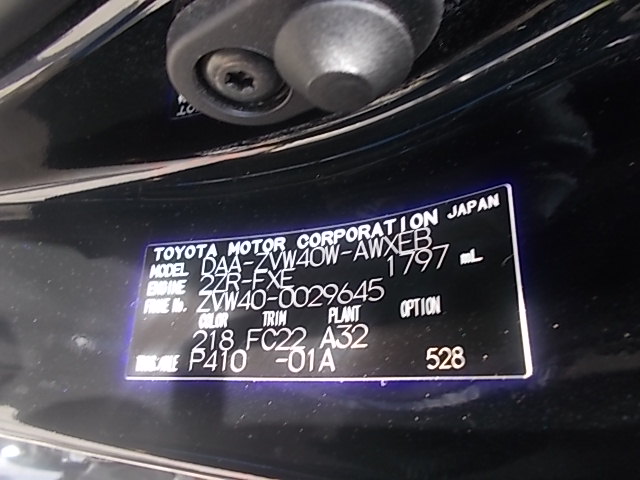 TOYOTA MOTOR CORPORATION JAPAN
MODEL DAA-ZVW40W-AWXEB
ENGINE 2ZR-FXE 1797 mL
FRAME No. ZVW40-0029645
COLOR TRIM PLANT OPTION
218 FC22 A32
TRANS/AXLE P410 -01A 528